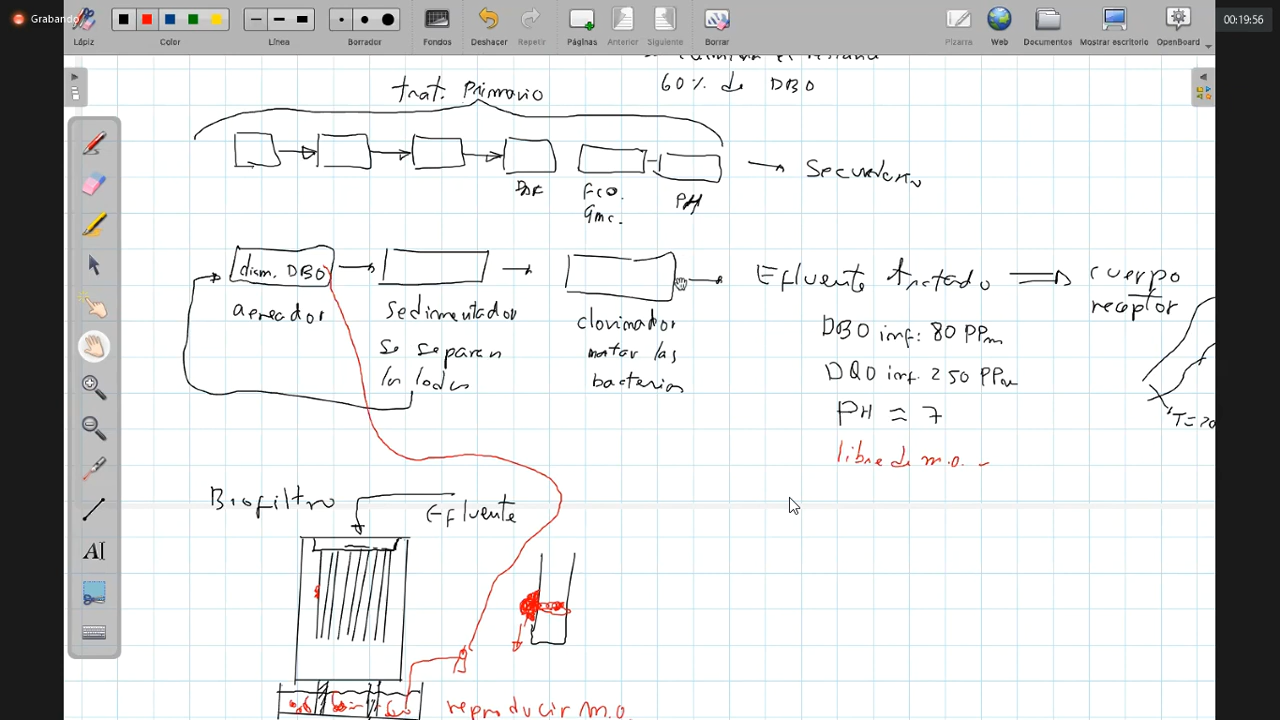 Grabando
00:19:56
Lápiz
Color
Línea
Borrador
Fondos
Deshacer
Repetir
Páginas
Anterior
Siguiente
Borrar
Pizarra
Web
Documentos
Mostrar escritorio
OpenBoard
60% de DBO
trat. Primario
Fco.
Qmc.
PH
Secundario
dism. DBO
aereador
sedimentador
se separan
los lodos
clorinador
matar las
bacterias
Efluente tratado
cuerpo
receptor
DBO inf: 80 PPm
DQO inf. 250 PPm
PH ≈ 7
libre de m.o.
T=20
Biofiltro
Efluente
reproducir m.o.